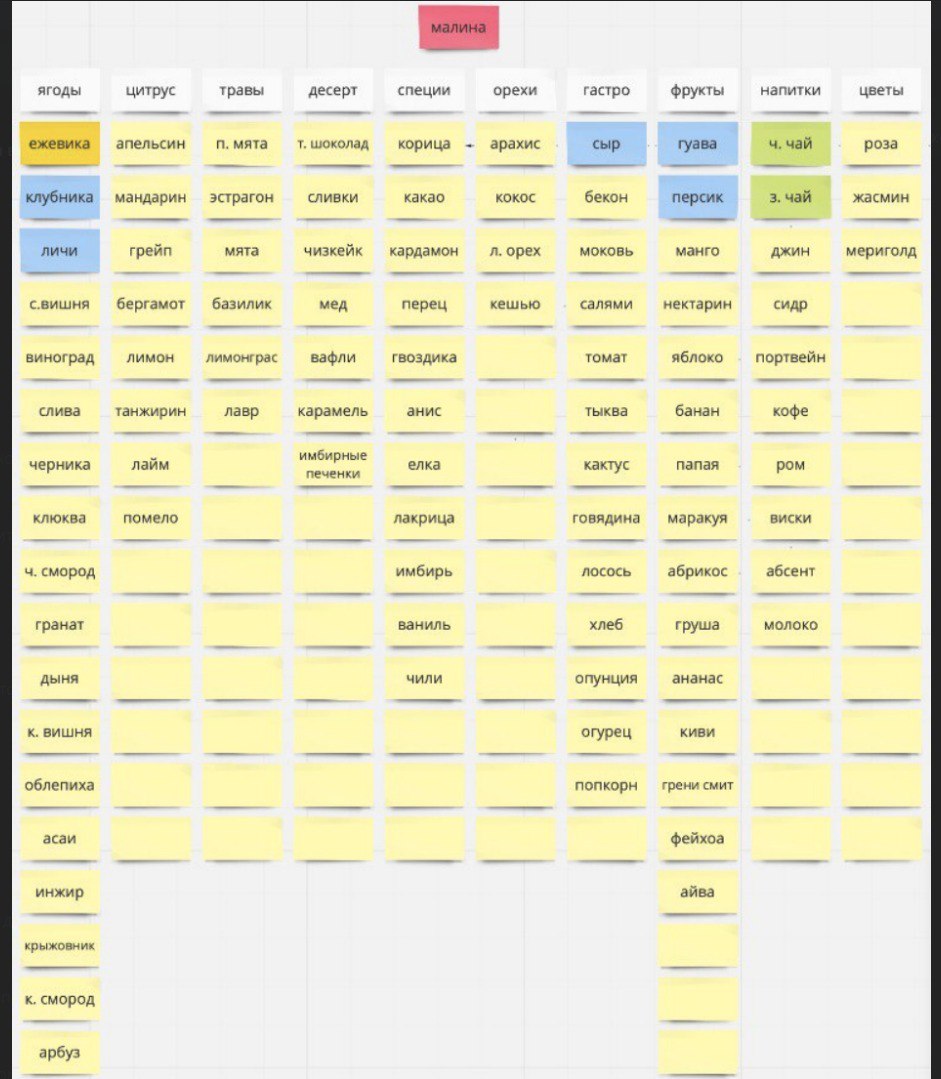 малина
ягоды цитрус травы десерт специи орехи гастро фрукты напитки цветы
ежевика апельсин п. мята т. шоколад корица арахис сыр гуава ч. чай роза
клубника мандарин эстрагон сливки какао кокос бекон персик з. чай жасмин
личи грейп мята чизкейк кардамон л. орех моковь манго джин мериголд
с.вишня бергамот базилик мед перец кешью салями нектарин сидр
виноград лимон лимонграс вафли гвоздика томат яблоко портвейн
слива танжирин лавр карамель анис тыква банан кофе
черника лайм имбирные печенки елка кактус папая ром
клюква помело лакрица говядина маракуя виски
ч. смород имбирь лосось абрикос абсент
гранат ваниль хлеб груша молоко
дыня чили опунция ананас
к. вишня огурец киви
облепиха попкорн грени смит
асаи фейхоа
инжир айва
крыжовник
к. смород
арбуз